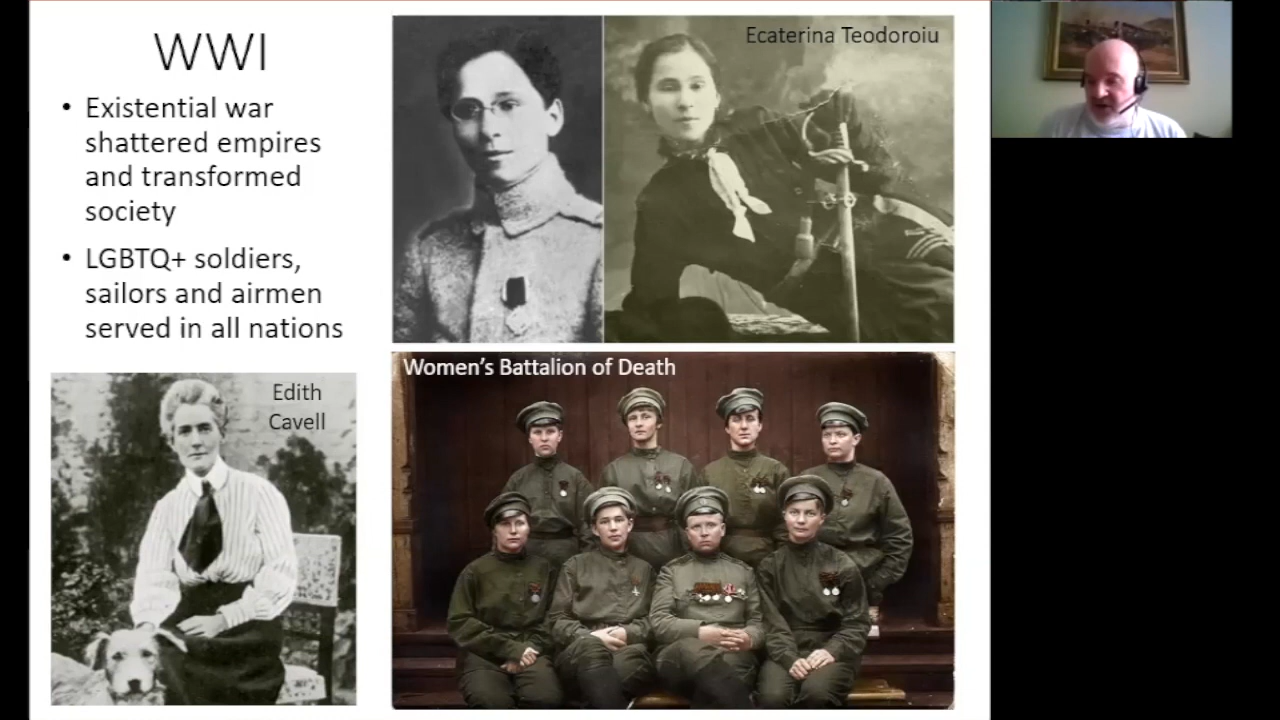 WWI
• Existential war
shattered empires
and transformed
society
• LGBTQ+ soldiers,
sailors and airmen
served in all nations
Ecaterina Teodoroiu
Edith
Cavell
Women’s Battalion of Death